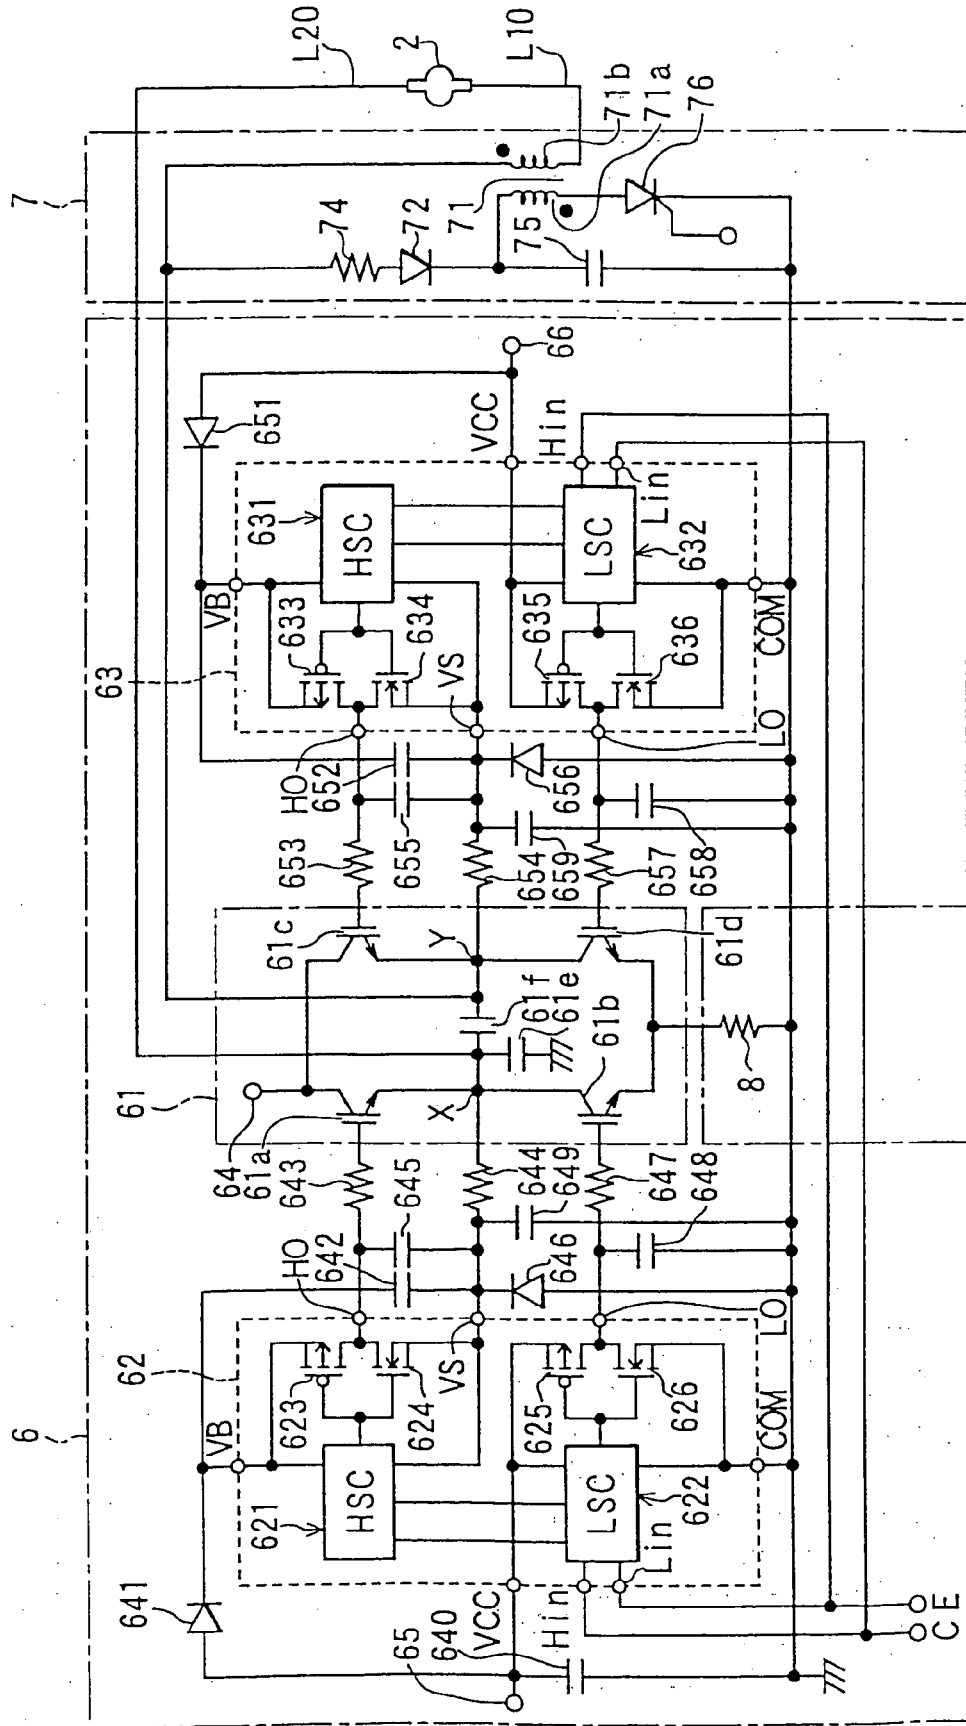 6
7
L20
2
L10
74
72
71
71b
71a
75
76
66
651
VCC
Hin
Lin
631
HSC
LSC
632
VB
633
634
635
636
VS
COM
63
HO
LO
652
655
656
653
654
659
657
658
61c
Y
61d
61f
61e
61b
8
61
X
64
61a
643
645
644
649
647
648
642
646
HO
LO
62
VB
623
624
VS
625
626
COM
621
HSC
LSC
622
Lin
641
VCC
Hin
65
640
C
E